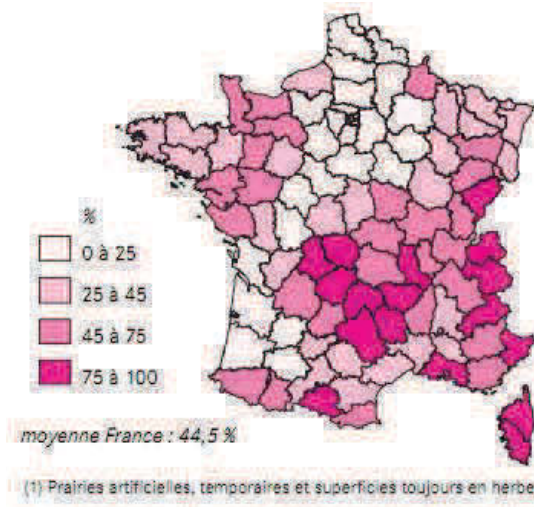 %
0 à 25
25 à 45
45 à 75
75 à 100
moyenne France : 44,5 %
(1) Prairies artificielles, temporaires et superficies toujours en herbe